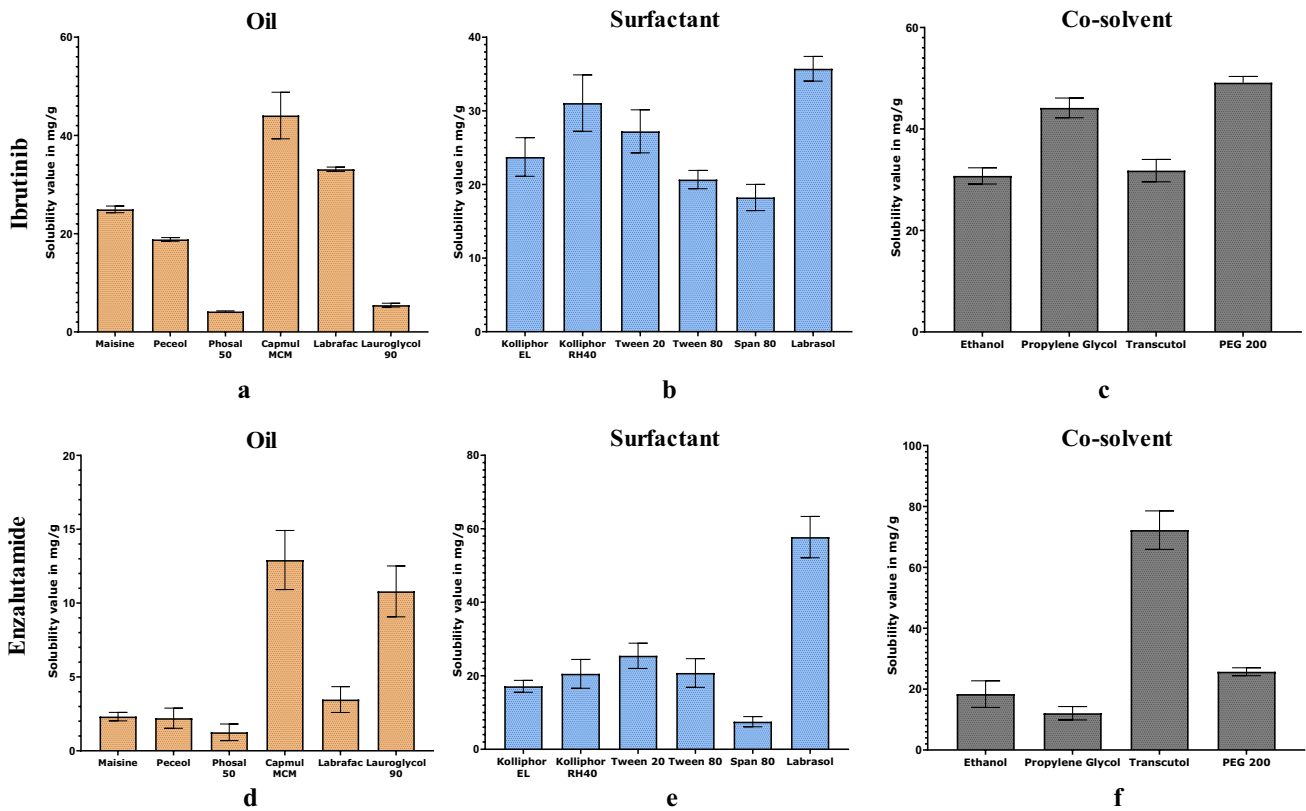 Oil
Surfactant
Co-solvent
Ibrutinib
Solubility value in mg/g
60
40
20
0
Maisine
Peceol
Phosal
50
Capmul
MCM
Labrafac
Lauroglycol
90
a
Solubility value in mg/g
40
30
20
10
0
Kolliphor
EL
Kolliphor
RH40
Tween 20
Tween 80
Span 80
Labrasol
b
Solubility value in mg/g
60
40
20
0
Ethanol
Propylene Glycol
Transcutol
PEG 200
c
Oil
Surfactant
Co-solvent
Enzalutamide
Solubility value in mg/g
20
15
10
5
0
Maisine
Peceol
Phosal
50
Capmul
MCM
Labrafac
Lauroglycol
90
d
Solubility value in mg/g
80
60
40
20
0
Kolliphor
EL
Kolliphor
RH40
Tween 20
Tween 80
Span 80
Labrasol
e
Solubility value in mg/g
100
80
60
40
20
0
Ethanol
Propylene Glycol
Transcutol
PEG 200
f